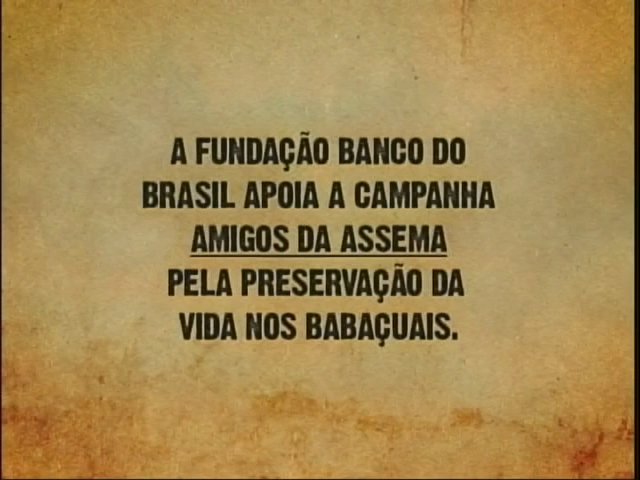 A FUNDAÇÃO BANCO DO
BRASIL APOIA A CAMPANHA
AMIGOS DA ASSEMA
PELA PRESERVAÇÃO DA
VIDA NOS BABAÇUAIS.